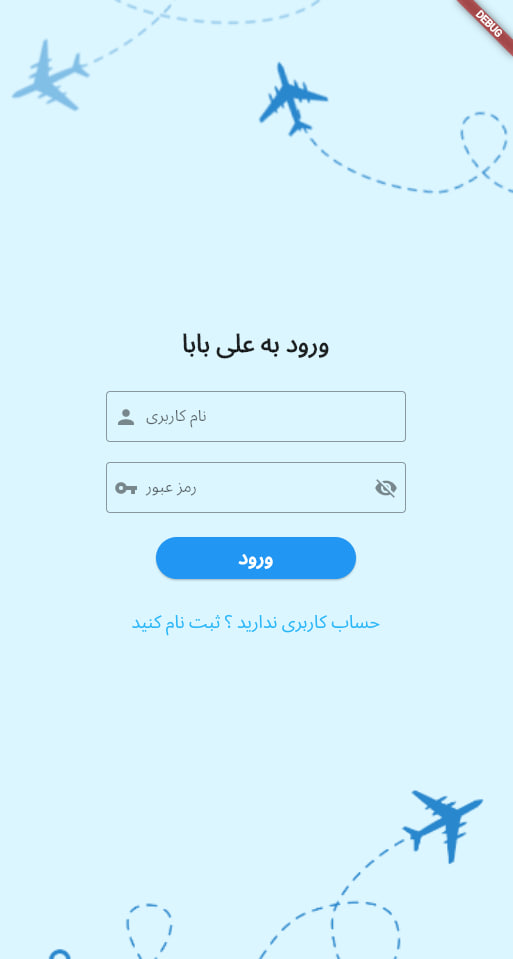 DEBUG
ورود به علی بابا
نام کاربری
رمز عبور
ورود
حساب کاربری ندارید ؟ ثبت نام کنید